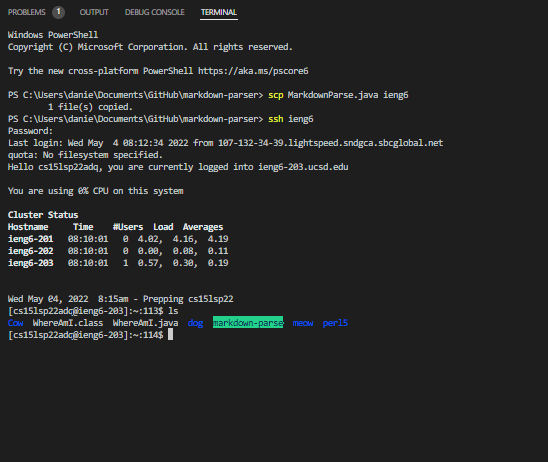 PROBLEMS 1 OUTPUT DEBUG CONSOLE TERMINAL
Windows PowerShell
Copyright (C) Microsoft Corporation. All rights reserved.
Try the new cross-platform PowerShell https://aka.ms/pscore6
PS C:\Users\danie\Documents\GitHub\markdown-parser> scp MarkdownParse.java ieng6
1 file(s) copied.
PS C:\Users\danie\Documents\GitHub\markdown-parser> ssh ieng6
Password:
Last login: Wed May  4 08:12:34 2022 from 107-132-34-39.lightspeed.sndgca.sbcglobal.net
quota: No filesystem specified.
Hello cs15lsp22adq, you are currently logged into ieng6-203.ucsd.edu
You are using 0% CPU on this system
Cluster Status
Hostname     Time    #Users  Load  Averages
ieng6-201   08:10:01   0  4.02,  4.16,  4.19
ieng6-202   08:10:01   0  0.00,  0.08,  0.11
ieng6-203   08:10:01   1  0.57,  0.30,  0.19
Wed May 04, 2022  8:15am - Prepping cs15lsp22
[cs15lsp22adq@ieng6-203]:~:113$ ls
Cow  WhereAmI.class  WhereAmI.java  dog  markdown-parse  meow  perl5
[cs15lsp22adq@ieng6-203]:~:114$